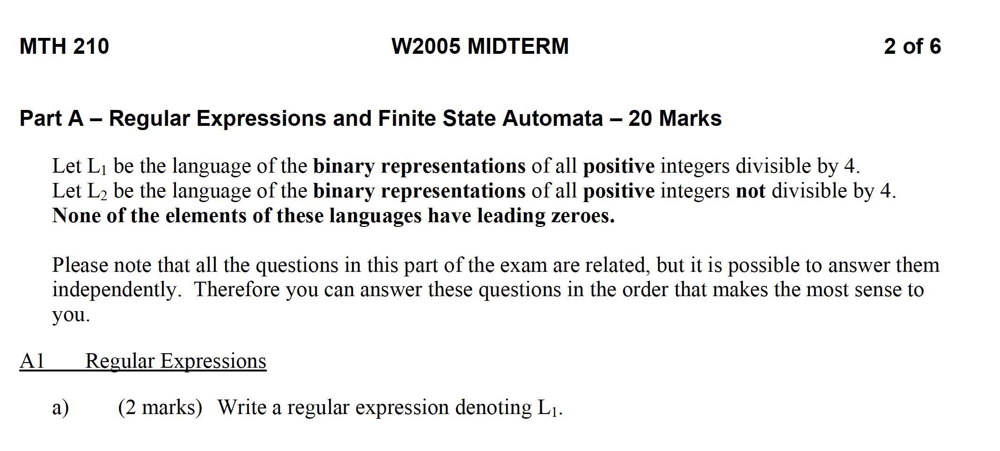 MTH 210 W2005 MIDTERM 2 of 6
Part A – Regular Expressions and Finite State Automata – 20 Marks
Let L₁ be the language of the binary representations of all positive integers divisible by 4.
Let L₂ be the language of the binary representations of all positive integers not divisible by 4.
None of the elements of these languages have leading zeroes.
Please note that all the questions in this part of the exam are related, but it is possible to answer them
independently.  Therefore you can answer these questions in the order that makes the most sense to
you.
A1 Regular Expressions
a) (2 marks) Write a regular expression denoting L₁.